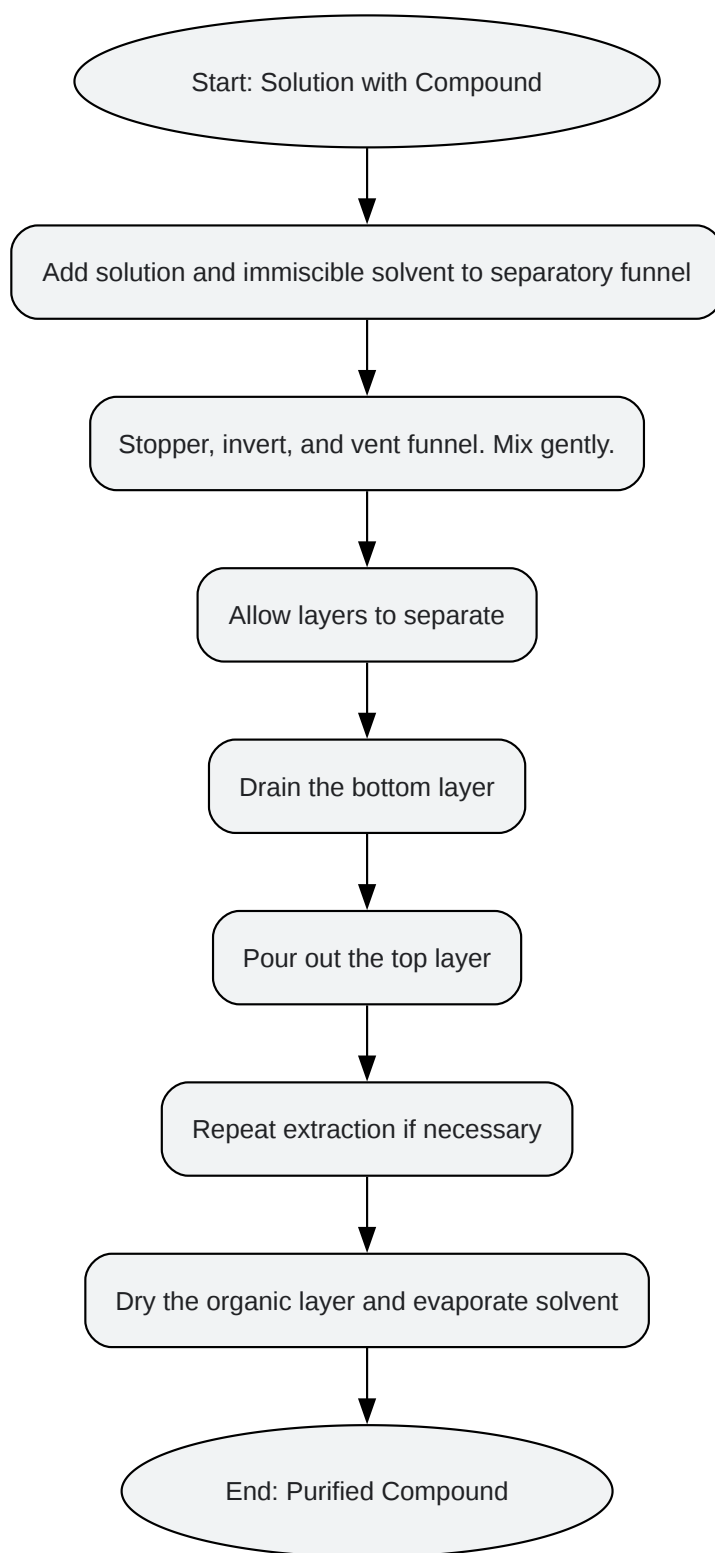 Start: Solution with Compound
Add solution and immiscible solvent to separatory funnel
Stopper, invert, and vent funnel. Mix gently.
Allow layers to separate
Drain the bottom layer
Pour out the top layer
Repeat extraction if necessary
Dry the organic layer and evaporate solvent
End: Purified Compound